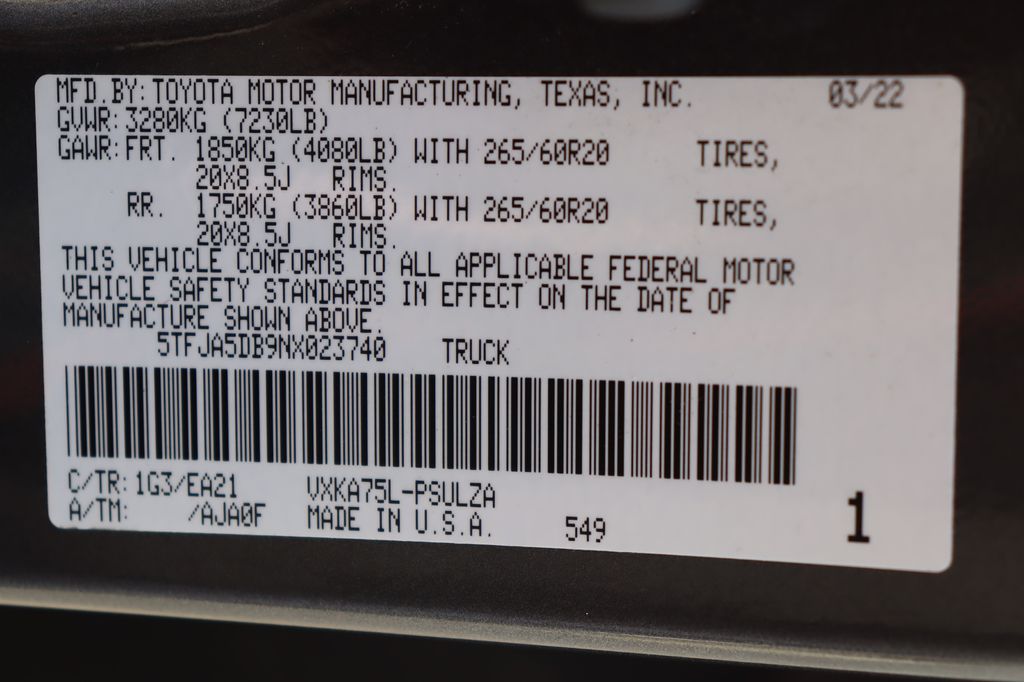 MFD.BY: TOYOTA MOTOR MANUFACTURING, TEXAS, INC. 03/22
GVWR: 3280KG (7230LB)
GAWR: FRT. 1850KG (4080LB) WITH 265/60R20 TIRES,
20X8.5J RIMS.
RR. 1750KG (3860LB) WITH 265/60R20 TIRES,
20X8.5J RIMS.
THIS VEHICLE CONFORMS TO ALL APPLICABLE FEDERAL MOTOR
VEHICLE SAFETY STANDARDS IN EFFECT ON THE DATE OF
MANUFACTURE SHOWN ABOVE.
5TFJA5DB9NX023740 TRUCK
C/TR: 1G3/EA21 VXKA75L-PSULZA
A/TM: /AJA0F MADE IN U.S.A. 549 1